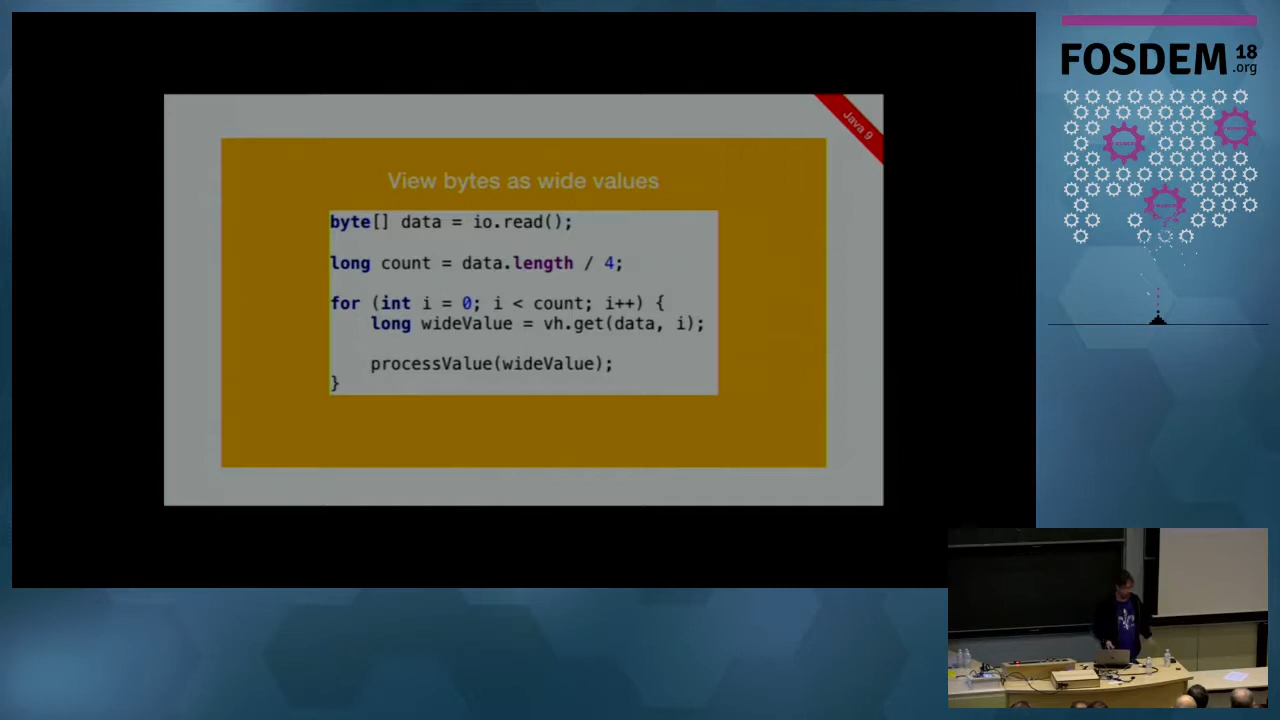 FOSDEM 18
.org
Java 9
View bytes as wide values
byte[] data = io.read();
long count = data.length / 4;
for (int i = 0; i < count; i++) {
long wideValue = vh.get(data, i);
processValue(wideValue);
}